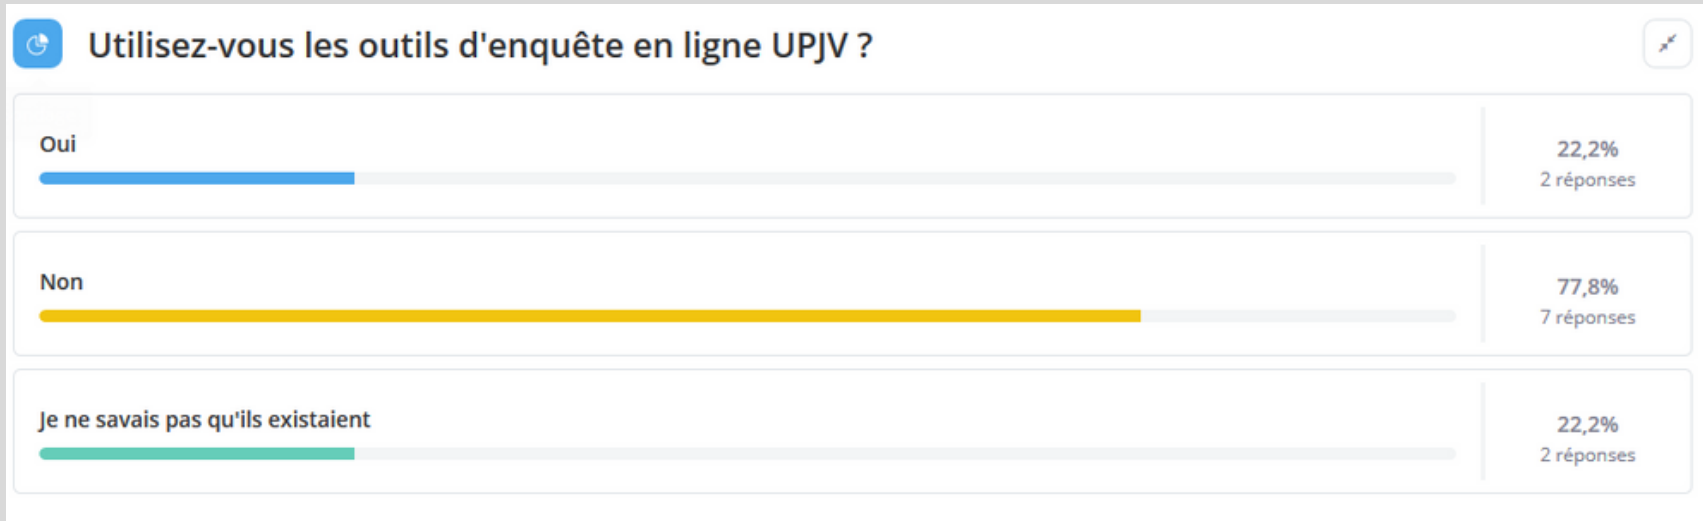 Utilisez-vous les outils d'enquête en ligne UPJV ?
Oui
22,2%
2 réponses
Non
77,8%
7 réponses
Je ne savais pas qu'ils existaient
22,2%
2 réponses